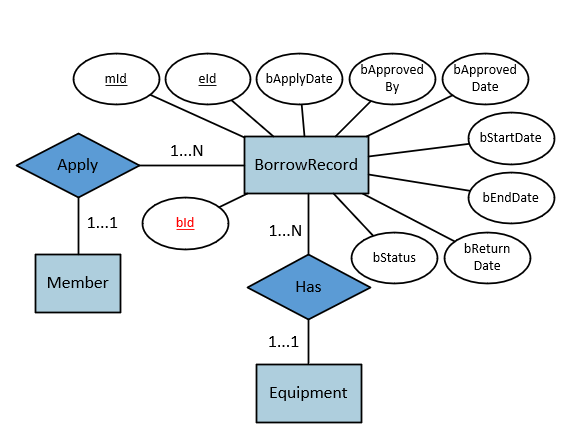 mId
eId
bApplyDate
bApproved
By
bApproved
Date
bStartDate
1...N
Apply
BorrowRecord
bEndDate
1...1
bId
1...N
bStatus
bReturn
Date
Member
Has
1...1
Equipment